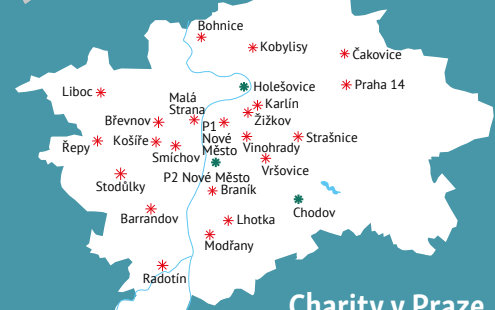 Bohnice
Kobylisy
Čakovice
Holešovice
Praha 14
Liboc
Malá
Strana
Karlín
Žižkov
Břevnov
P1
Nové
Město
Košíře
Strašnice
Řepy
Smíchov
Vinohrady
Vršovice
P2 Nové Město
Stodůlky
Braník
Chodov
Barrandov
Lhotka
Modřany
Radotín
Charity v Praze